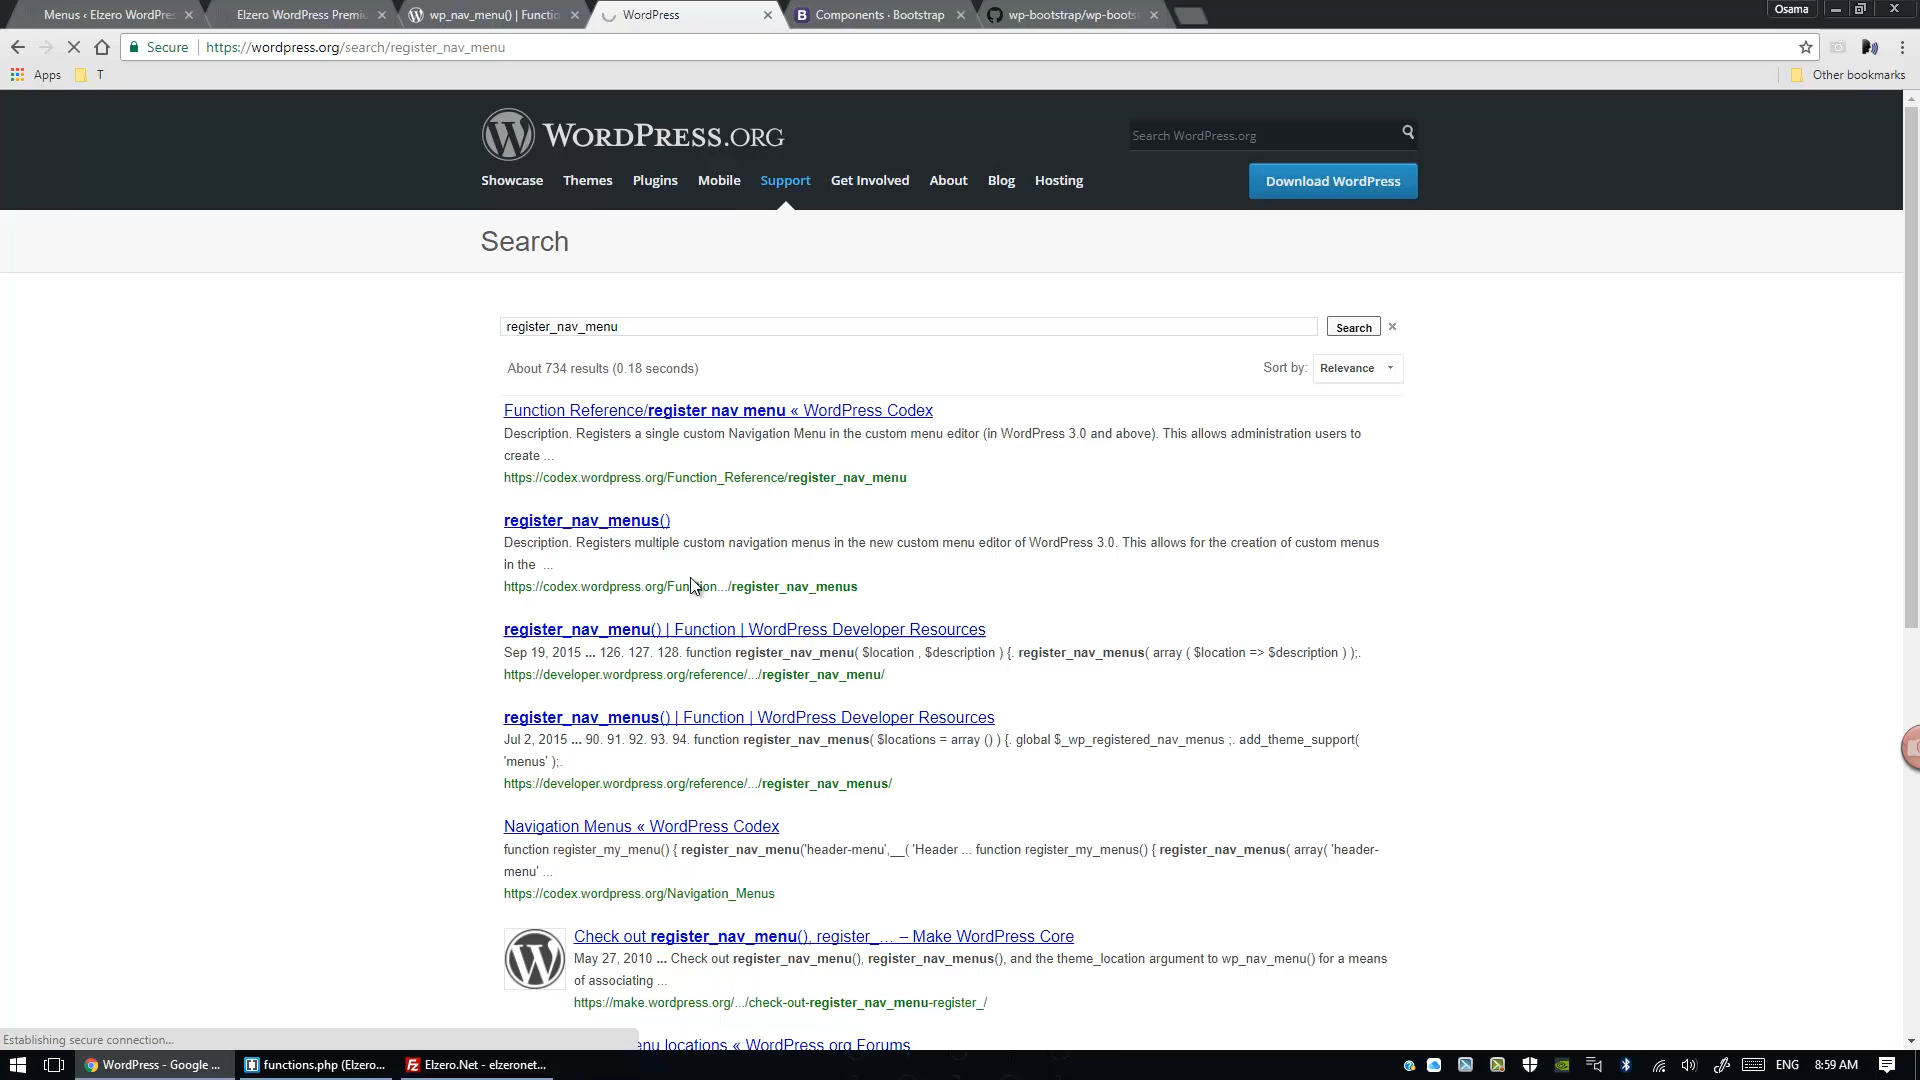 Menus ‹ Elzero WordPres
Elzero WordPress Premiu
wp_nav_menu() | Functio
WordPress
Components · Bootstrap
wp-bootstrap/wp-boots
Osama
Secure
https://wordpress.org/search/register_nav_menu
Apps
T
Other bookmarks
WORDPRESS.ORG
Search WordPress.org
Showcase
Themes
Plugins
Mobile
Support
Get Involved
About
Blog
Hosting
Download WordPress
Search
register_nav_menu
Search
About 734 results (0.18 seconds)
Sort by:
Relevance
Function Reference/register nav menu « WordPress Codex
Description. Registers a single custom Navigation Menu in the custom menu editor (in WordPress 3.0 and above). This allows administration users to
create ...
https://codex.wordpress.org/Function_Reference/register_nav_menu
register_nav_menus()
Description. Registers multiple custom navigation menus in the new custom menu editor of WordPress 3.0. This allows for the creation of custom menus
in the ...
https://codex.wordpress.org/Function.../register_nav_menus
register_nav_menu() | Function | WordPress Developer Resources
Sep 19, 2015 ... 126. 127. 128. function register_nav_menu( $location , $description ) {. register_nav_menus( array ( $location => $description ) );.
https://developer.wordpress.org/reference/.../register_nav_menu/
register_nav_menus() | Function | WordPress Developer Resources
Jul 2, 2015 ... 90. 91. 92. 93. 94. function register_nav_menus( $locations = array () ) {. global $_wp_registered_nav_menus ;. add_theme_support(
'menus' );.
https://developer.wordpress.org/reference/.../register_nav_menus/
Navigation Menus « WordPress Codex
function register_my_menu() { register_nav_menu('header-menu',__( 'Header ... function register_my_menus() { register_nav_menus( array( 'header-
menu' ...
https://codex.wordpress.org/Navigation_Menus
Check out register_nav_menu(), register_... – Make WordPress Core
May 27, 2010 ... Check out register_nav_menu(), register_nav_menus(), and the theme_location argument to wp_nav_menu() for a means
of associating ...
https://make.wordpress.org/.../check-out-register_nav_menu-register_/
Establishing secure connection...
enu locations « WordPress.org Forums
WordPress - Google ...
functions.php (Elzero...
Elzero.Net - elzeronet...
ENG
8:59 AM